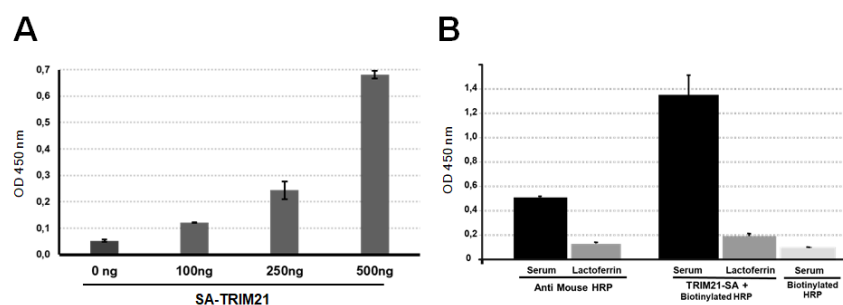 A
OD 450 nm
0,7
0,6
0,5
0,4
0,3
0,2
0,1
0,0
0 ng 100ng 250ng 500ng
SA-TRIM21
B
OD 450 nm
1,4
1,2
1
0,8
0,6
0,4
0,2
0
Serum Lactoferrin Serum Lactoferrin Serum
Anti Mouse HRP TRIM21-SA + Biotinylated
Biotinylated HRP HRP